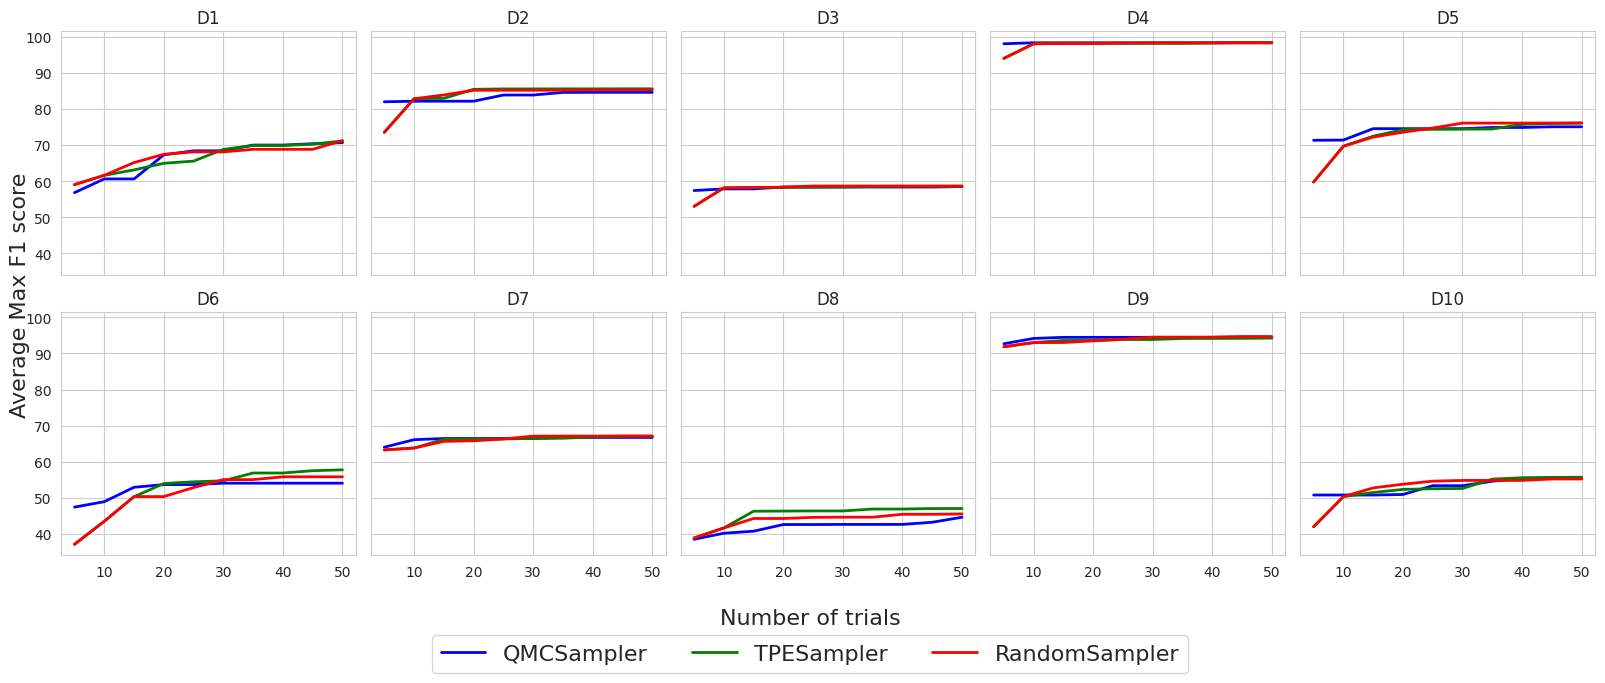 D1 D2 D3 D4 D5
100
90
80
70
60
50
40
Average Max F1 score
D6 D7 D8 D9 D10
100
90
80
70
60
50
40
10 20 30 40 50 10 20 30 40 50 10 20 30 40 50 10 20 30 40 50 10 20 30 40 50
Number of trials
QMCSampler TPESampler RandomSampler